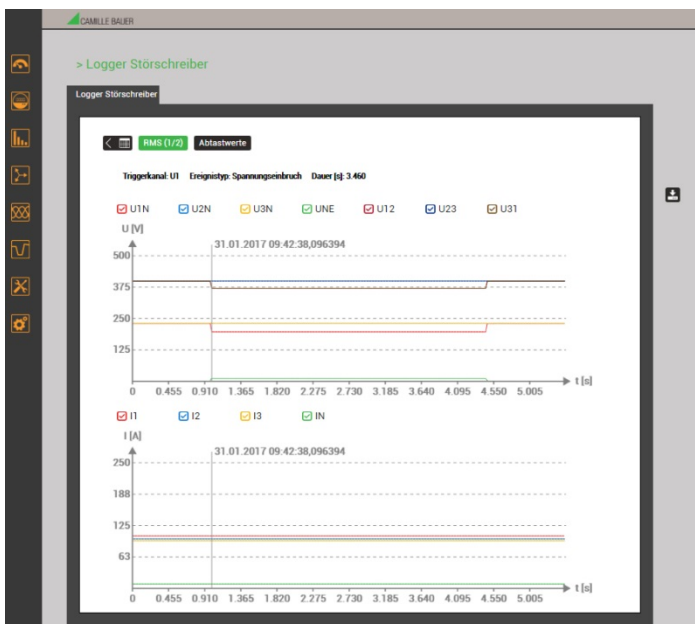 CAMILLE BAUER
> Logger Störschreiber
Logger Störschreiber
RMS (1/2) Abtastwerte
Triggerkanal: U1 Ereignistyp: Spannungseinbruch Dauer [s]: 3.460
U1N U2N U3N UNE U12 U23 U31
U [V]
31.01.2017 09:42:38,096394
500
375
250
125
0 0.455 0.910 1.365 1.820 2.275 2.730 3.185 3.640 4.095 4.550 5.005 t [s]
I1 I2 I3 IN
I [A]
31.01.2017 09:42:38,096394
250
188
125
63
0 0.455 0.910 1.365 1.820 2.275 2.730 3.185 3.640 4.095 4.550 5.005 t [s]